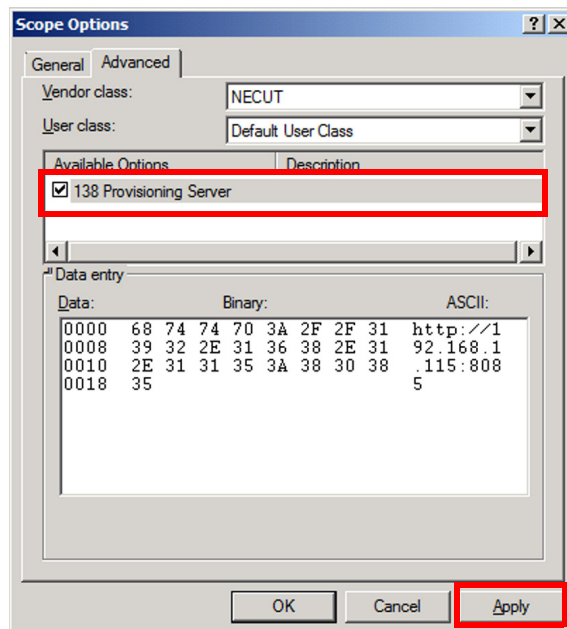 Scope Options
General Advanced
Vendor class: NECUT
User class: Default User Class
Available Options Description
138 Provisioning Server
Data entry
Data: Binary: ASCII:
0000 68 74 74 70 3A 2F 2F 31 http://1
0008 39 32 2E 31 36 38 2E 31 92.168.1
0010 2E 31 31 35 3A 38 30 38 .115:808
0018 35 5
OK Cancel Apply